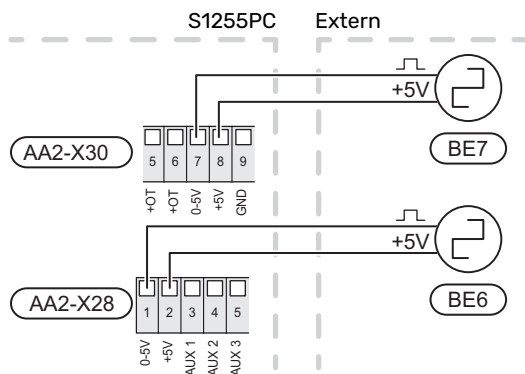 S1255PC Extern
+5V
BE7
AA2-X30
5 6 7 8 9
+OT +OT 0-5V +5V GND
+5V
BE6
AA2-X28
1 2 3 4 5
0-5V +5V AUX 1 AUX 2 AUX 3